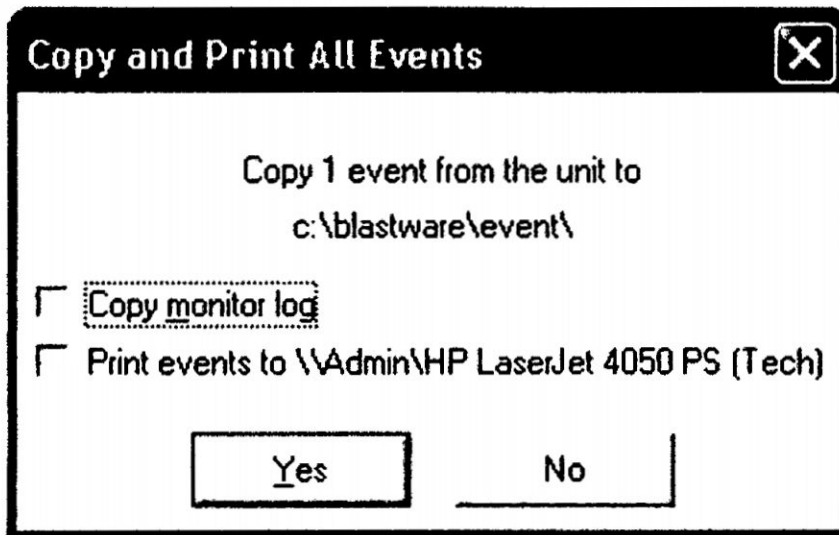 Copy and Print All Events
Copy 1 event from the unit to
c:\blastware\event\
Copy monitor log
Print events to \\Admin\HP LaserJet 4050 PS (Tech)
Yes
No